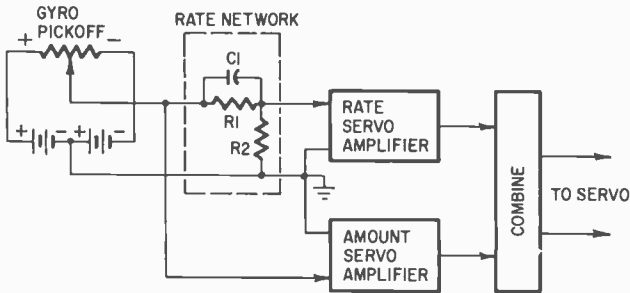 GYRO
PICKOFF
+
-
+
-
+
-
RATE NETWORK
C1
R1
R2
RATE
SERVO
AMPLIFIER
AMOUNT
SERVO
AMPLIFIER
COMBINE
TO SERVO